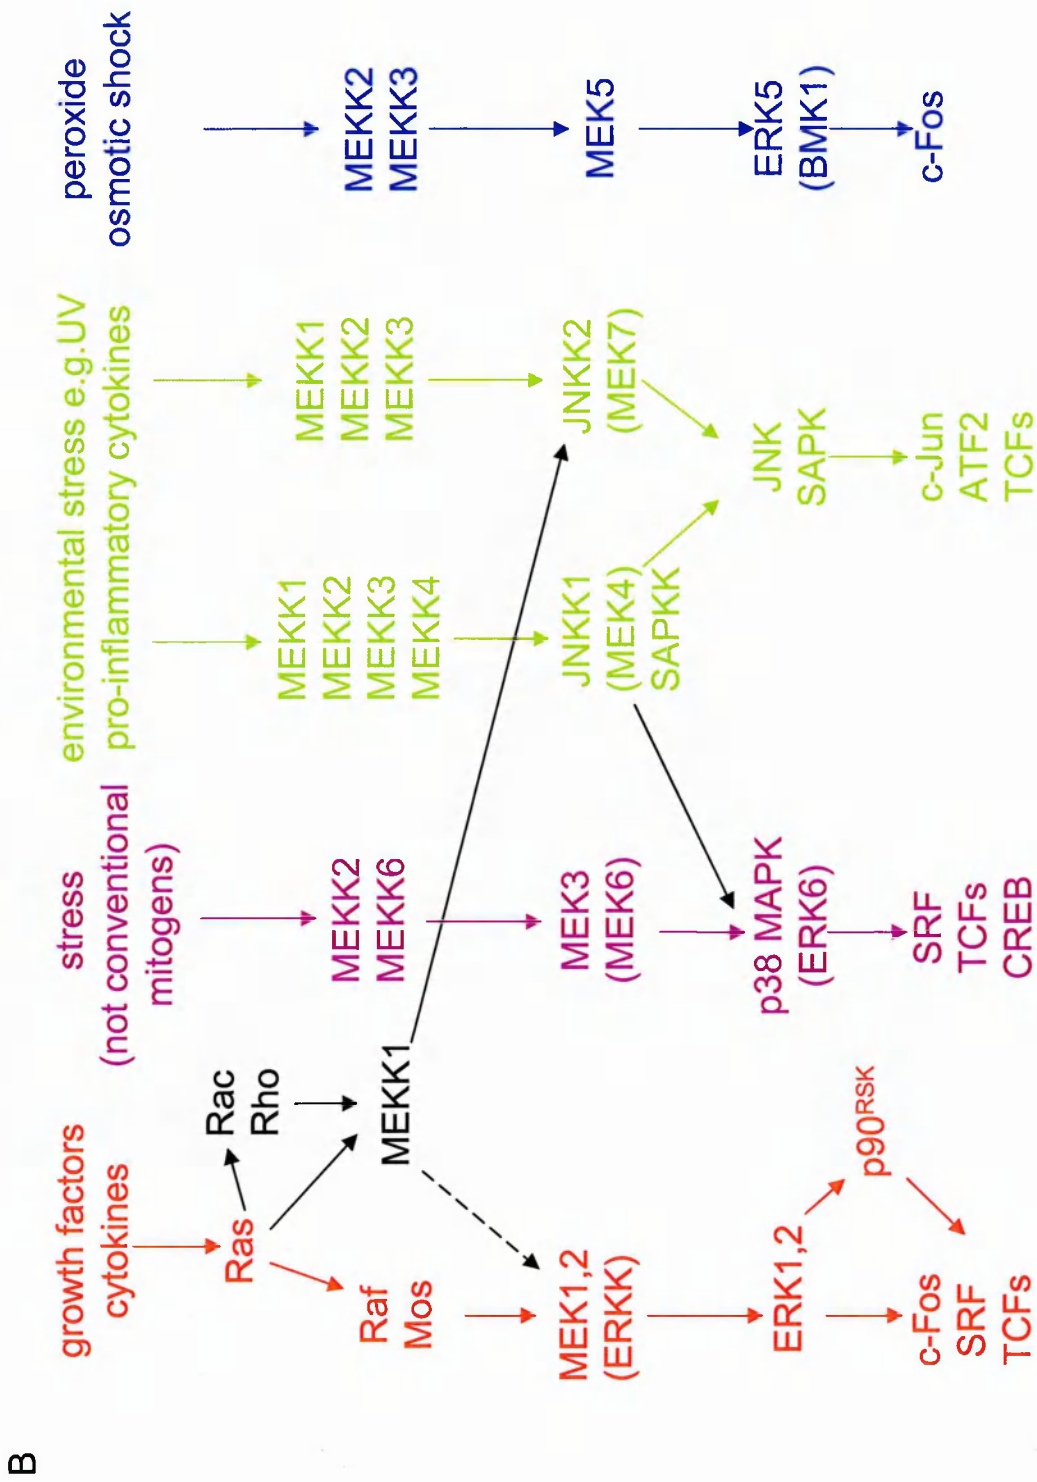 B
growth factors
cytokines
Ras
Rac
Rho
Raf
Mos
MEKK1
MEK1,2
(ERKK)
ERK1,2
p90RSK
c-Fos
SRF
TCFs
stress
(not conventional
mitogens)
MEKK2
MEKK6
MEK3
(MEK6)
p38 MAPK
(ERK6)
SRF
TCFs
CREB
environmental stress e.g.UV
pro-inflammatory cytokines
MEKK1
MEKK2
MEKK3
MEKK4
JNKK1
(MEK4)
SAPKK
MEKK1
MEKK2
MEKK3
JNKK2
(MEK7)
JNK
SAPK
c-Jun
ATF2
TCFs
peroxide
osmotic shock
MEKK2
MEKK3
MEK5
ERK5
(BMK1)
c-Fos